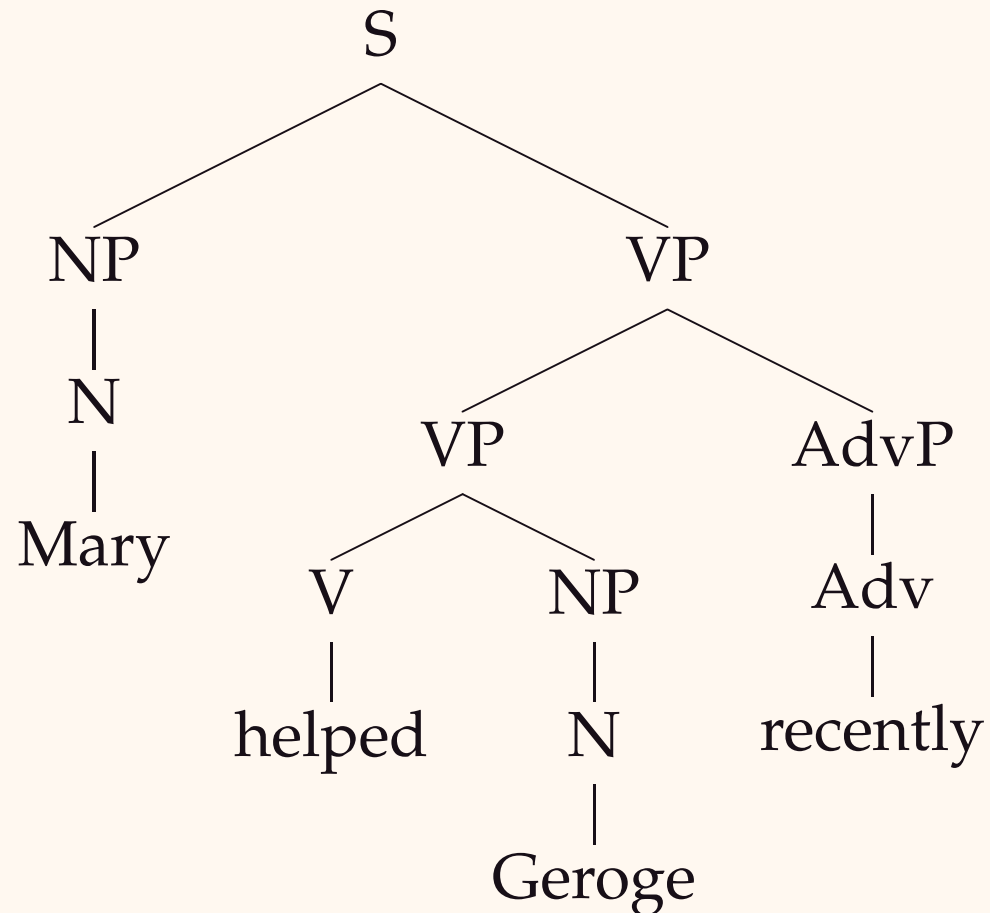 S
NP VP
N
VP AdvP
Mary
V NP Adv
helped N recently
Geroge